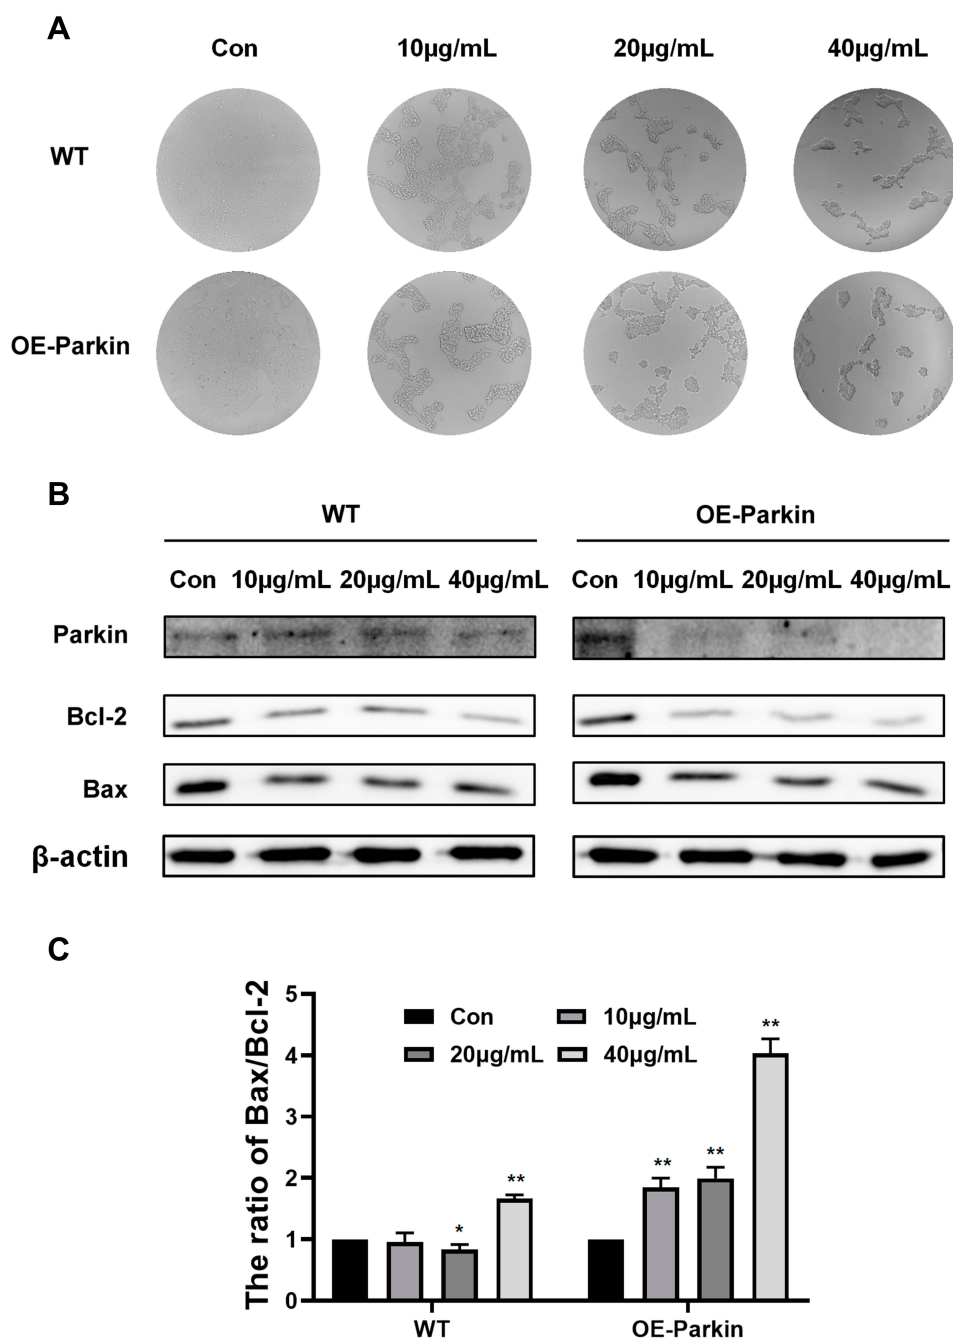 A
Con 10µg/mL 20µg/mL 40µg/mL
WT
OE-Parkin
B
WT OE-Parkin
Con 10µg/mL 20µg/mL 40µg/mL Con 10µg/mL 20µg/mL 40µg/mL
Parkin
Bcl-2
Bax
β-actin
C
The ratio of Bax/Bcl-2
5
4
3
2
1
0
Con 10µg/mL
20µg/mL 40µg/mL
* ** ** ** **
WT OE-Parkin